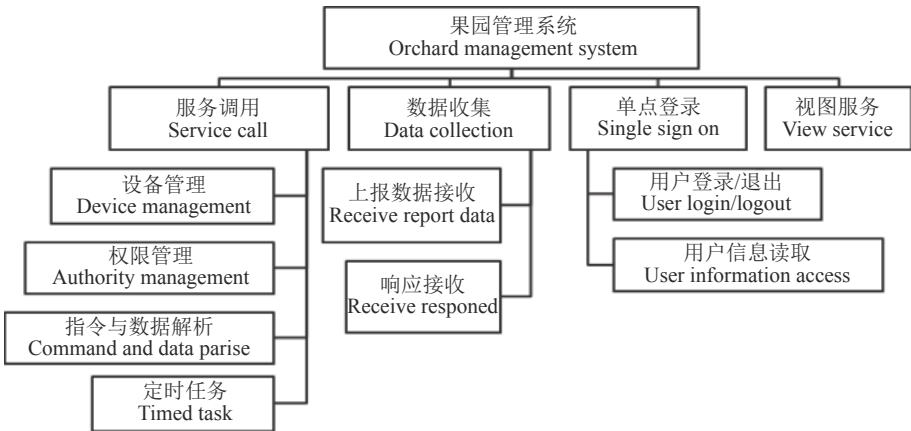 果园管理系统
Orchard management system
服务调用
Service call
数据收集
Data collection
单点登录
Single sign on
视图服务
View service
设备管理
Device management
权限管理
Authority management
指令与数据解析
Command and data parise
定时任务
Timed task
上报数据接收
Receive report data
响应接收
Receive responed
用户登录/退出
User login/logout
用户信息读取
User information access